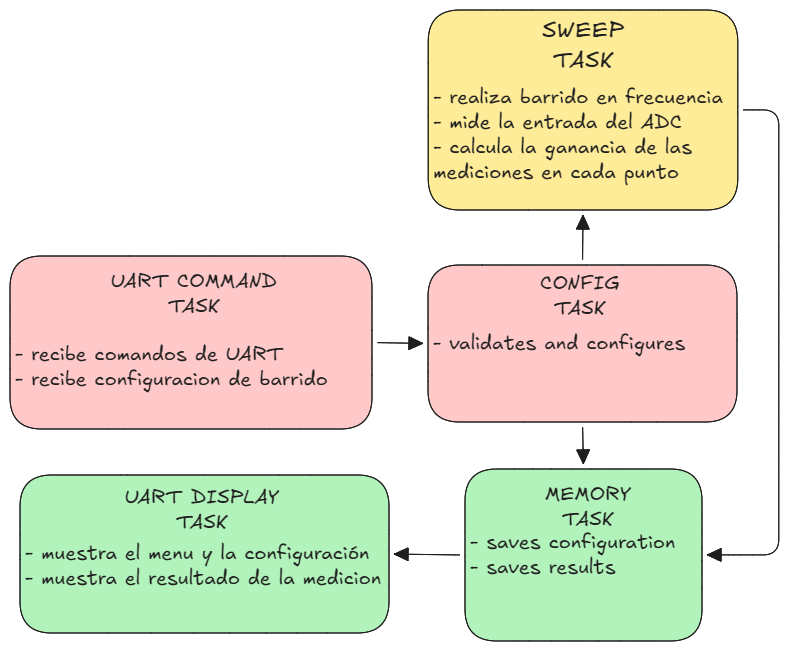 SWEEP
TASK
- realiza barrido en frecuencia
- mide la entrada del ADC
- calcula la ganancia de las
mediciones en cada punto
UART COMMAND
TASK
- recibe comandos de UART
- recibe configuracion de barrido
CONFIG
TASK
- validates and configures
UART DISPLAY
TASK
- muestra el menu y la configuración
- muestra el resultado de la medicion
MEMORY
TASK
- saves configuration
- saves results